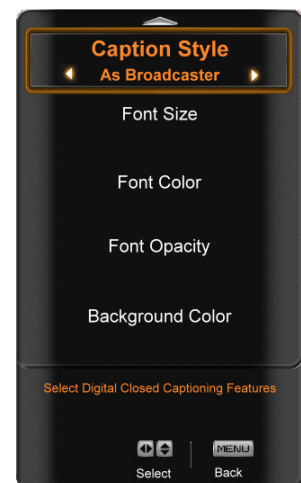 Caption Style
As Broadcaster
Font Size
Font Color
Font Opacity
Background Color
Select Digital Closed Captioning Features
MENU
Select Back